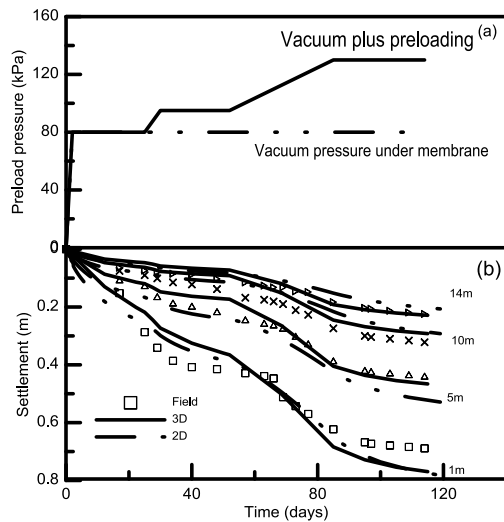 160
(a)
Vacuum plus preloading
120
80
Vacuum pressure under membrane
40
0
Preload pressure (kPa)
(b)
0.2
14m
10m
0.4
5m
Field
3D
0.6
2D
1m
0.8
Settlement (m)
0 40 80 120
Time (days)